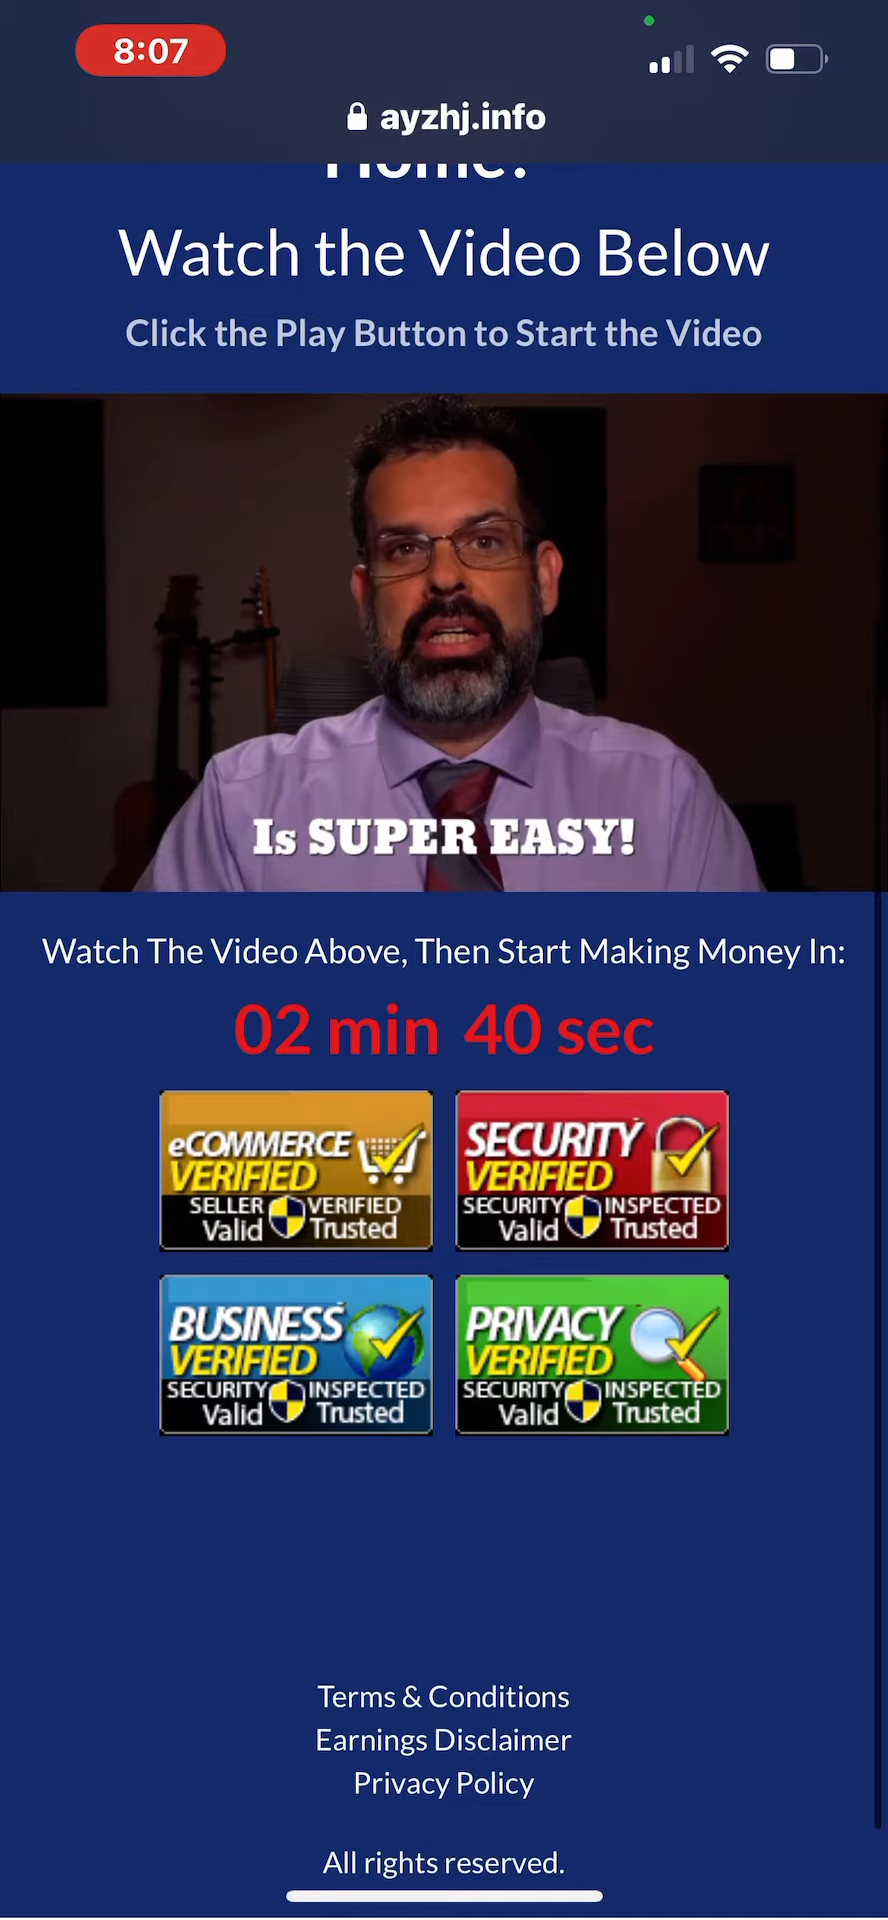 8:07
ayzhj.info
Home?
Watch the Video Below
Click the Play Button to Start the Video
Is SUPER EASY!
Watch The Video Above, Then Start Making Money In:
02 min 40 sec
eCOMMERCE
VERIFIED
SELLER VERIFIED
Valid Trusted
SECURITY
VERIFIED
SECURITY INSPECTED
Valid Trusted
BUSINESS
VERIFIED
SECURITY INSPECTED
Valid Trusted
PRIVACY
VERIFIED
SECURITY INSPECTED
Valid Trusted
Terms & Conditions
Earnings Disclaimer
Privacy Policy
All rights reserved.